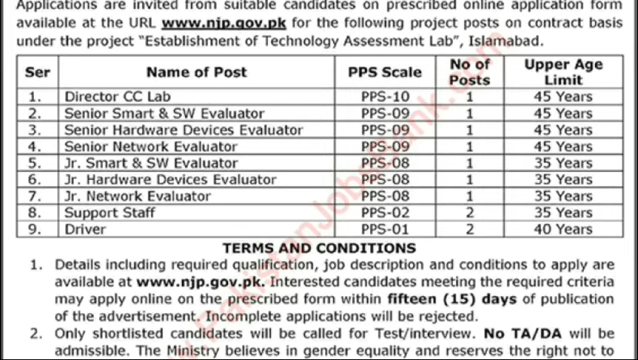 Applications are invited from suitable candidates on prescribed online application form
available at the URL www.njp.gov.pk for the following project posts on contract basis
under the project "Establishment of Technology Assessment Lab", Islamabad.
Ser Name of Post PPS Scale No of Posts Upper Age Limit
1. Director CC Lab PPS-10 1 45 Years
2. Senior Smart & SW Evaluator PPS-09 1 45 Years
3. Senior Hardware Devices Evaluator PPS-09 1 45 Years
4. Senior Network Evaluator PPS-09 1 45 Years
5. Jr. Smart & SW Evaluator PPS-08 1 35 Years
6. Jr. Hardware Devices Evaluator PPS-08 1 35 Years
7. Jr. Network Evaluator PPS-08 1 35 Years
8. Support Staff PPS-02 2 35 Years
9. Driver PPS-01 2 40 Years
TERMS AND CONDITIONS
1. Details including required qualification, job description and conditions to apply are
available at www.njp.gov.pk. Interested candidates meeting the required criteria
may apply online on the prescribed form within fifteen (15) days of publication
of the advertisement. Incomplete applications will be rejected.
2. Only shortlisted candidates will be called for Test/interview. No TA/DA will be
admissible. The Ministry believes in gender equality and reserves the right not to